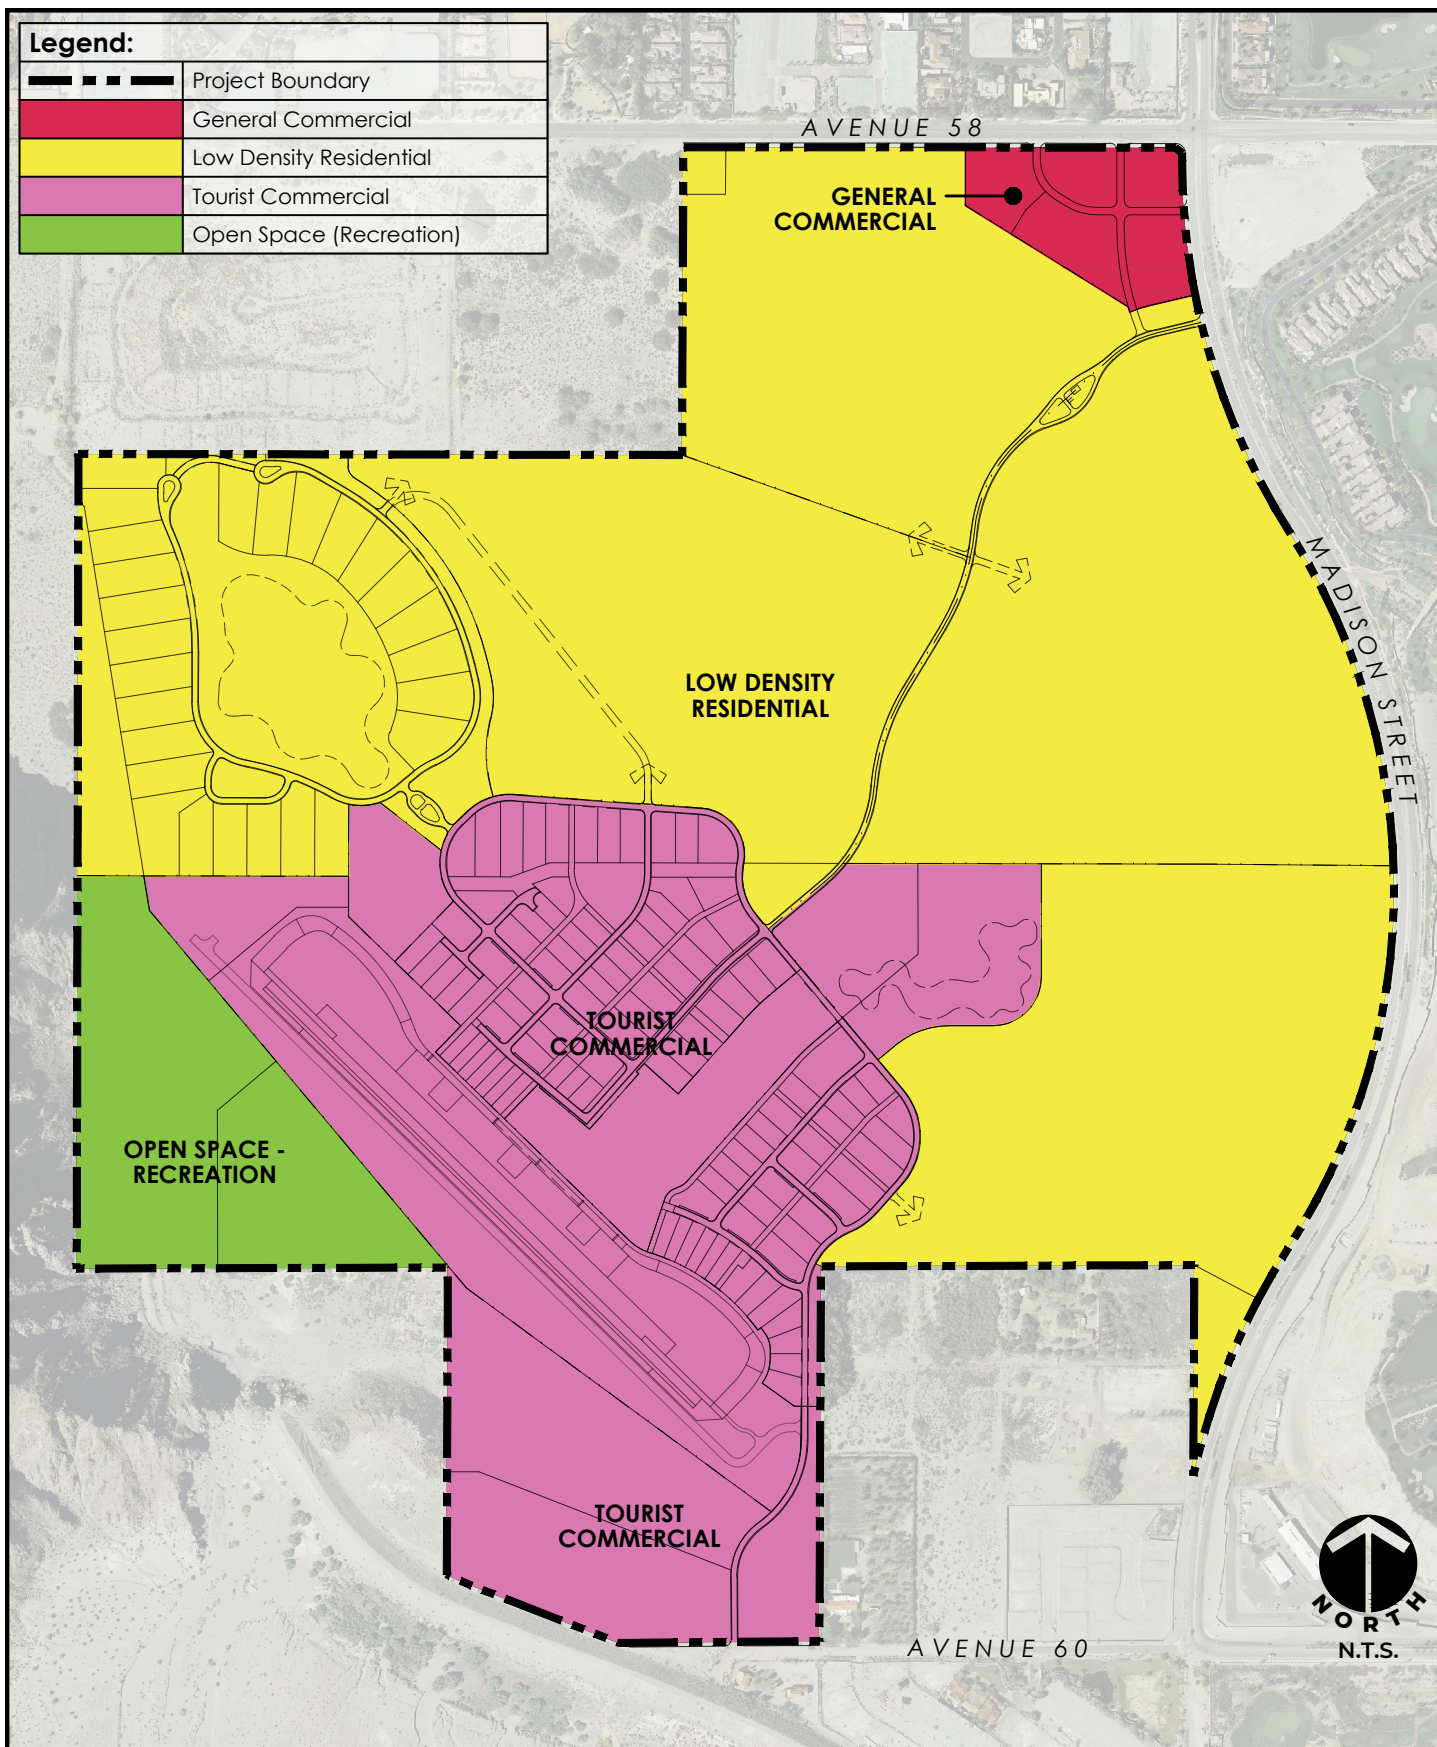 Legend:
Project Boundary
General Commercial
Low Density Residential
Tourist Commercial
Open Space (Recreation)
AVENUE 58
GENERAL
COMMERCIAL
MADISON STREET
LOW DENSITY
RESIDENTIAL
TOURIST
COMMERCIAL
OPEN SPACE -
RECREATION
TOURIST
COMMERCIAL
AVENUE 60
NORTH
N.T.S.